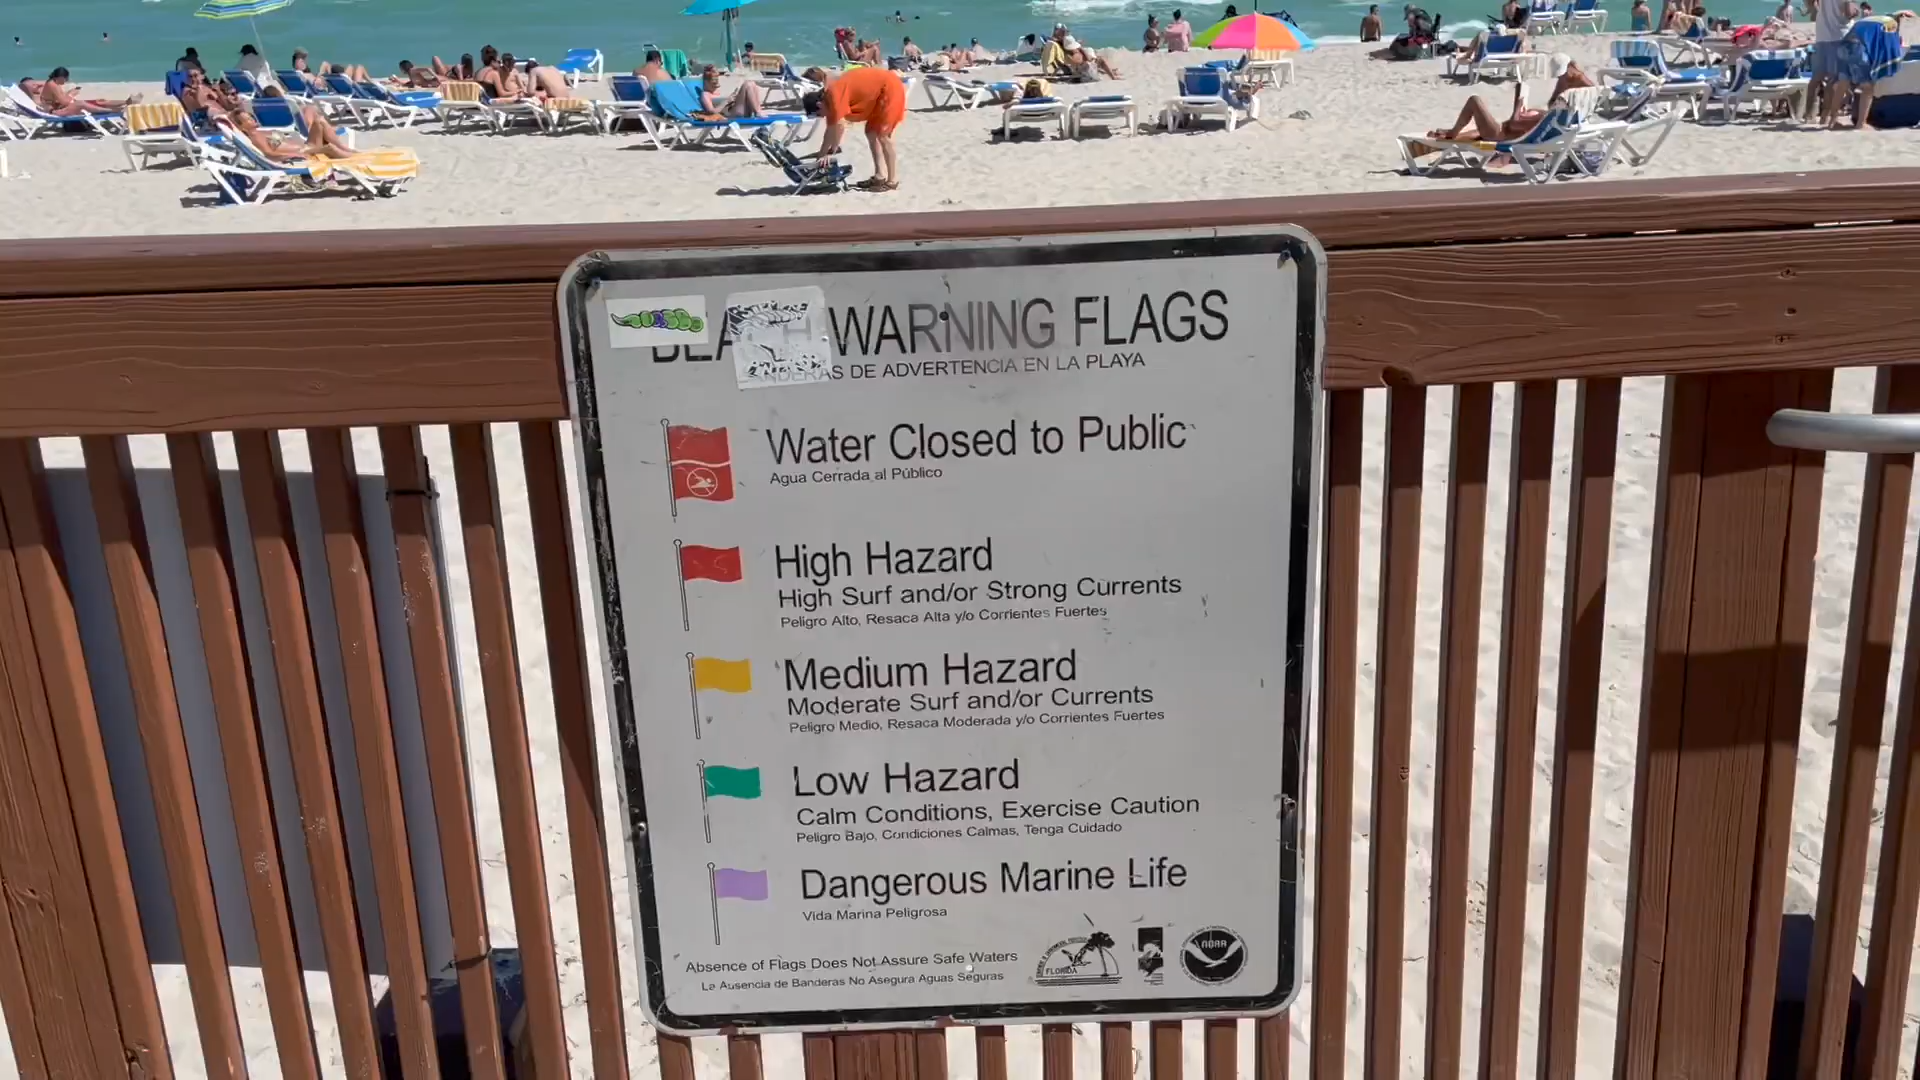 BEACH WARNING FLAGS
BANDERAS DE ADVERTENCIA EN LA PLAYA
Water Closed to Public
Agua Cerrada al Público
High Hazard
High Surf and/or Strong Currents
Peligro Alto, Resaca Alta y/o Corrientes Fuertes
Medium Hazard
Moderate Surf and/or Currents
Peligro Medio, Resaca Moderada y/o Corrientes Fuertes
Low Hazard
Calm Conditions, Exercise Caution
Peligro Bajo, Condiciones Calmas, Tenga Cuidado
Dangerous Marine Life
Vida Marina Peligrosa
Absence of Flags Does Not Assure Safe Waters
La Ausencia de Banderas No Asegura Aguas Seguras
FLORIDA
NOAA